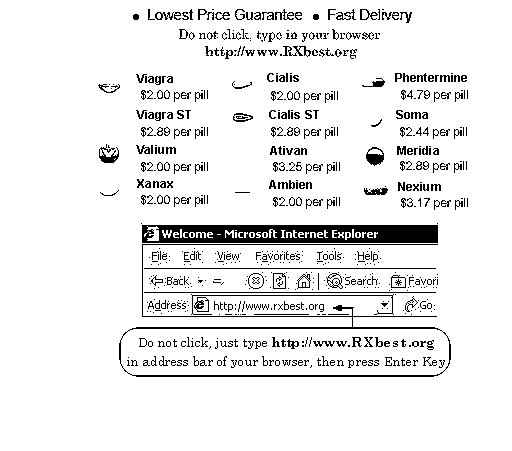 • Lowest Price Guarantee • Fast Delivery
Do not click, type in your browser
http://www.RXbest.org
Viagra Cialis Phentermine
$2.00 per pill $2.00 per pill $4.79 per pill
Viagra ST Cialis ST Soma
$2.89 per pill $2.89 per pill $2.44 per pill
Valium Ativan Meridia
$2.00 per pill $3.25 per pill $2.89 per pill
Xanax Ambien Nexium
$2.00 per pill $2.00 per pill $3.17 per pill
Welcome - Microsoft Internet Explorer
File Edit View Favorites Tools Help
Back Search Favori
Address http://www.rxbest.org Go
Do not click, just type http://www.RXbest.org
in address bar of your browser, then press Enter Key